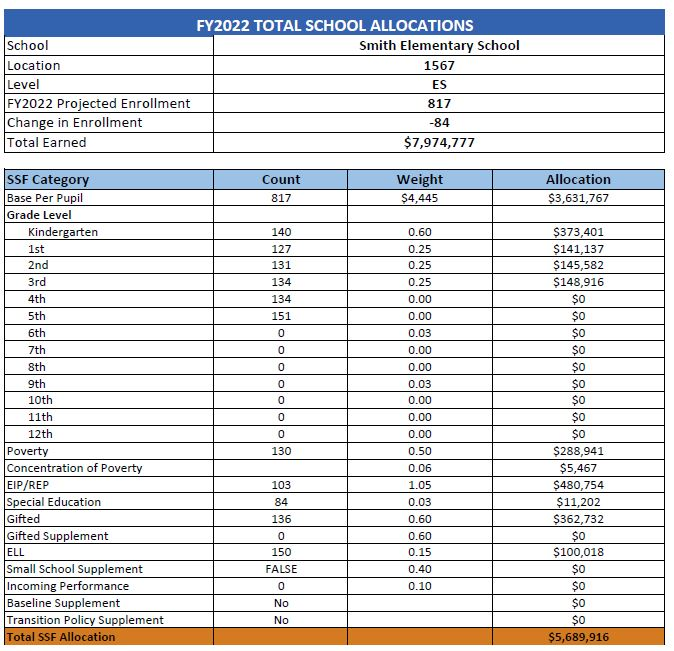 FY2022 TOTAL SCHOOL ALLOCATIONS
School Smith Elementary School
Location 1567
Level ES
FY2022 Projected Enrollment 817
Change in Enrollment -84
Total Earned $7,974,777
SSF Category Count Weight Allocation
Base Per Pupil 817 $4,445 $3,631,767
Grade Level
Kindergarten 140 0.60 $373,401
1st 127 0.25 $141,137
2nd 131 0.25 $145,582
3rd 134 0.25 $148,916
4th 134 0.00 $0
5th 151 0.00 $0
6th 0 0.03 $0
7th 0 0.00 $0
8th 0 0.00 $0
9th 0 0.03 $0
10th 0 0.00 $0
11th 0 0.00 $0
12th 0 0.00 $0
Poverty 130 0.50 $288,941
Concentration of Poverty 0.06 $5,467
EIP/REP 103 1.05 $480,754
Special Education 84 0.03 $11,202
Gifted 136 0.60 $362,732
Gifted Supplement 0 0.60 $0
ELL 150 0.15 $100,018
Small School Supplement FALSE 0.40 $0
Incoming Performance 0 0.10 $0
Baseline Supplement No $0
Transition Policy Supplement No $0
Total SSF Allocation $5,689,916